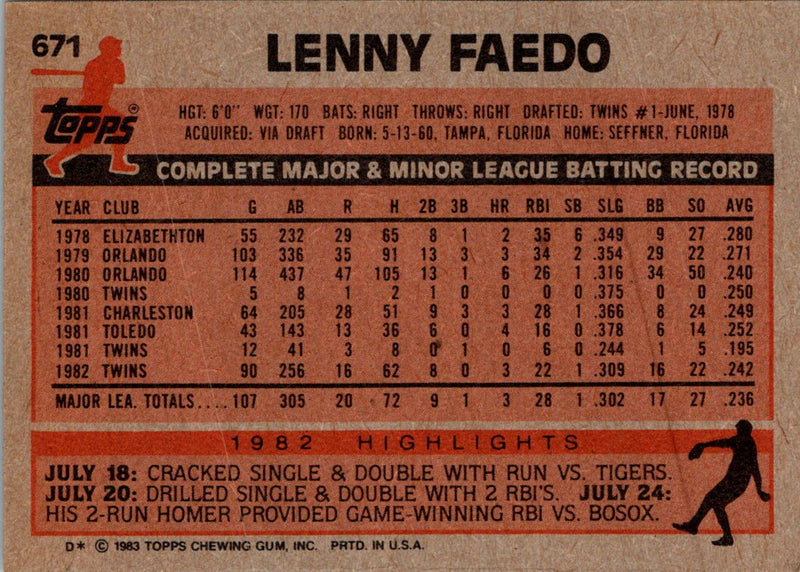 671
LENNY FAEDO
Topps®
HGT: 6'0" WGT: 170 BATS: RIGHT THROWS: RIGHT DRAFTED: TWINS #1-JUNE, 1978
ACQUIRED: VIA DRAFT BORN: 5-13-60, TAMPA, FLORIDA HOME: SEFFNER, FLORIDA
COMPLETE MAJOR & MINOR LEAGUE BATTING RECORD
YEAR CLUB G AB R H 2B 3B HR RBI SB SLG BB SO AVG
1978 ELIZABETHTON 55 232 29 65 8 1 2 35 6 .349 9 27 .280
1979 ORLANDO 103 336 35 91 13 3 3 34 2 .354 29 22 .271
1980 ORLANDO 114 437 47 105 13 1 6 26 1 .316 34 50 .240
1980 TWINS 5 8 1 2 1 0 0 0 0 .375 0 0 .250
1981 CHARLESTON 64 205 28 51 9 3 3 28 1 .366 8 24 .249
1981 TOLEDO 43 143 13 36 6 0 4 16 0 .378 6 14 .252
1981 TWINS 12 41 3 8 0 1 0 6 0 .244 1 5 .195
1982 TWINS 90 256 16 62 8 0 3 22 1 .309 16 22 .242
MAJOR LEA. TOTALS.... 107 305 20 72 9 1 3 28 1 .302 17 27 .236
1982 HIGHLIGHTS
JULY 18: CRACKED SINGLE & DOUBLE WITH RUN VS. TIGERS.
JULY 20: DRILLED SINGLE & DOUBLE WITH 2 RBI'S. JULY 24:
HIS 2-RUN HOMER PROVIDED GAME-WINNING RBI VS. BOSOX.
D* © 1983 TOPPS CHEWING GUM, INC. PRTD. IN U.S.A.